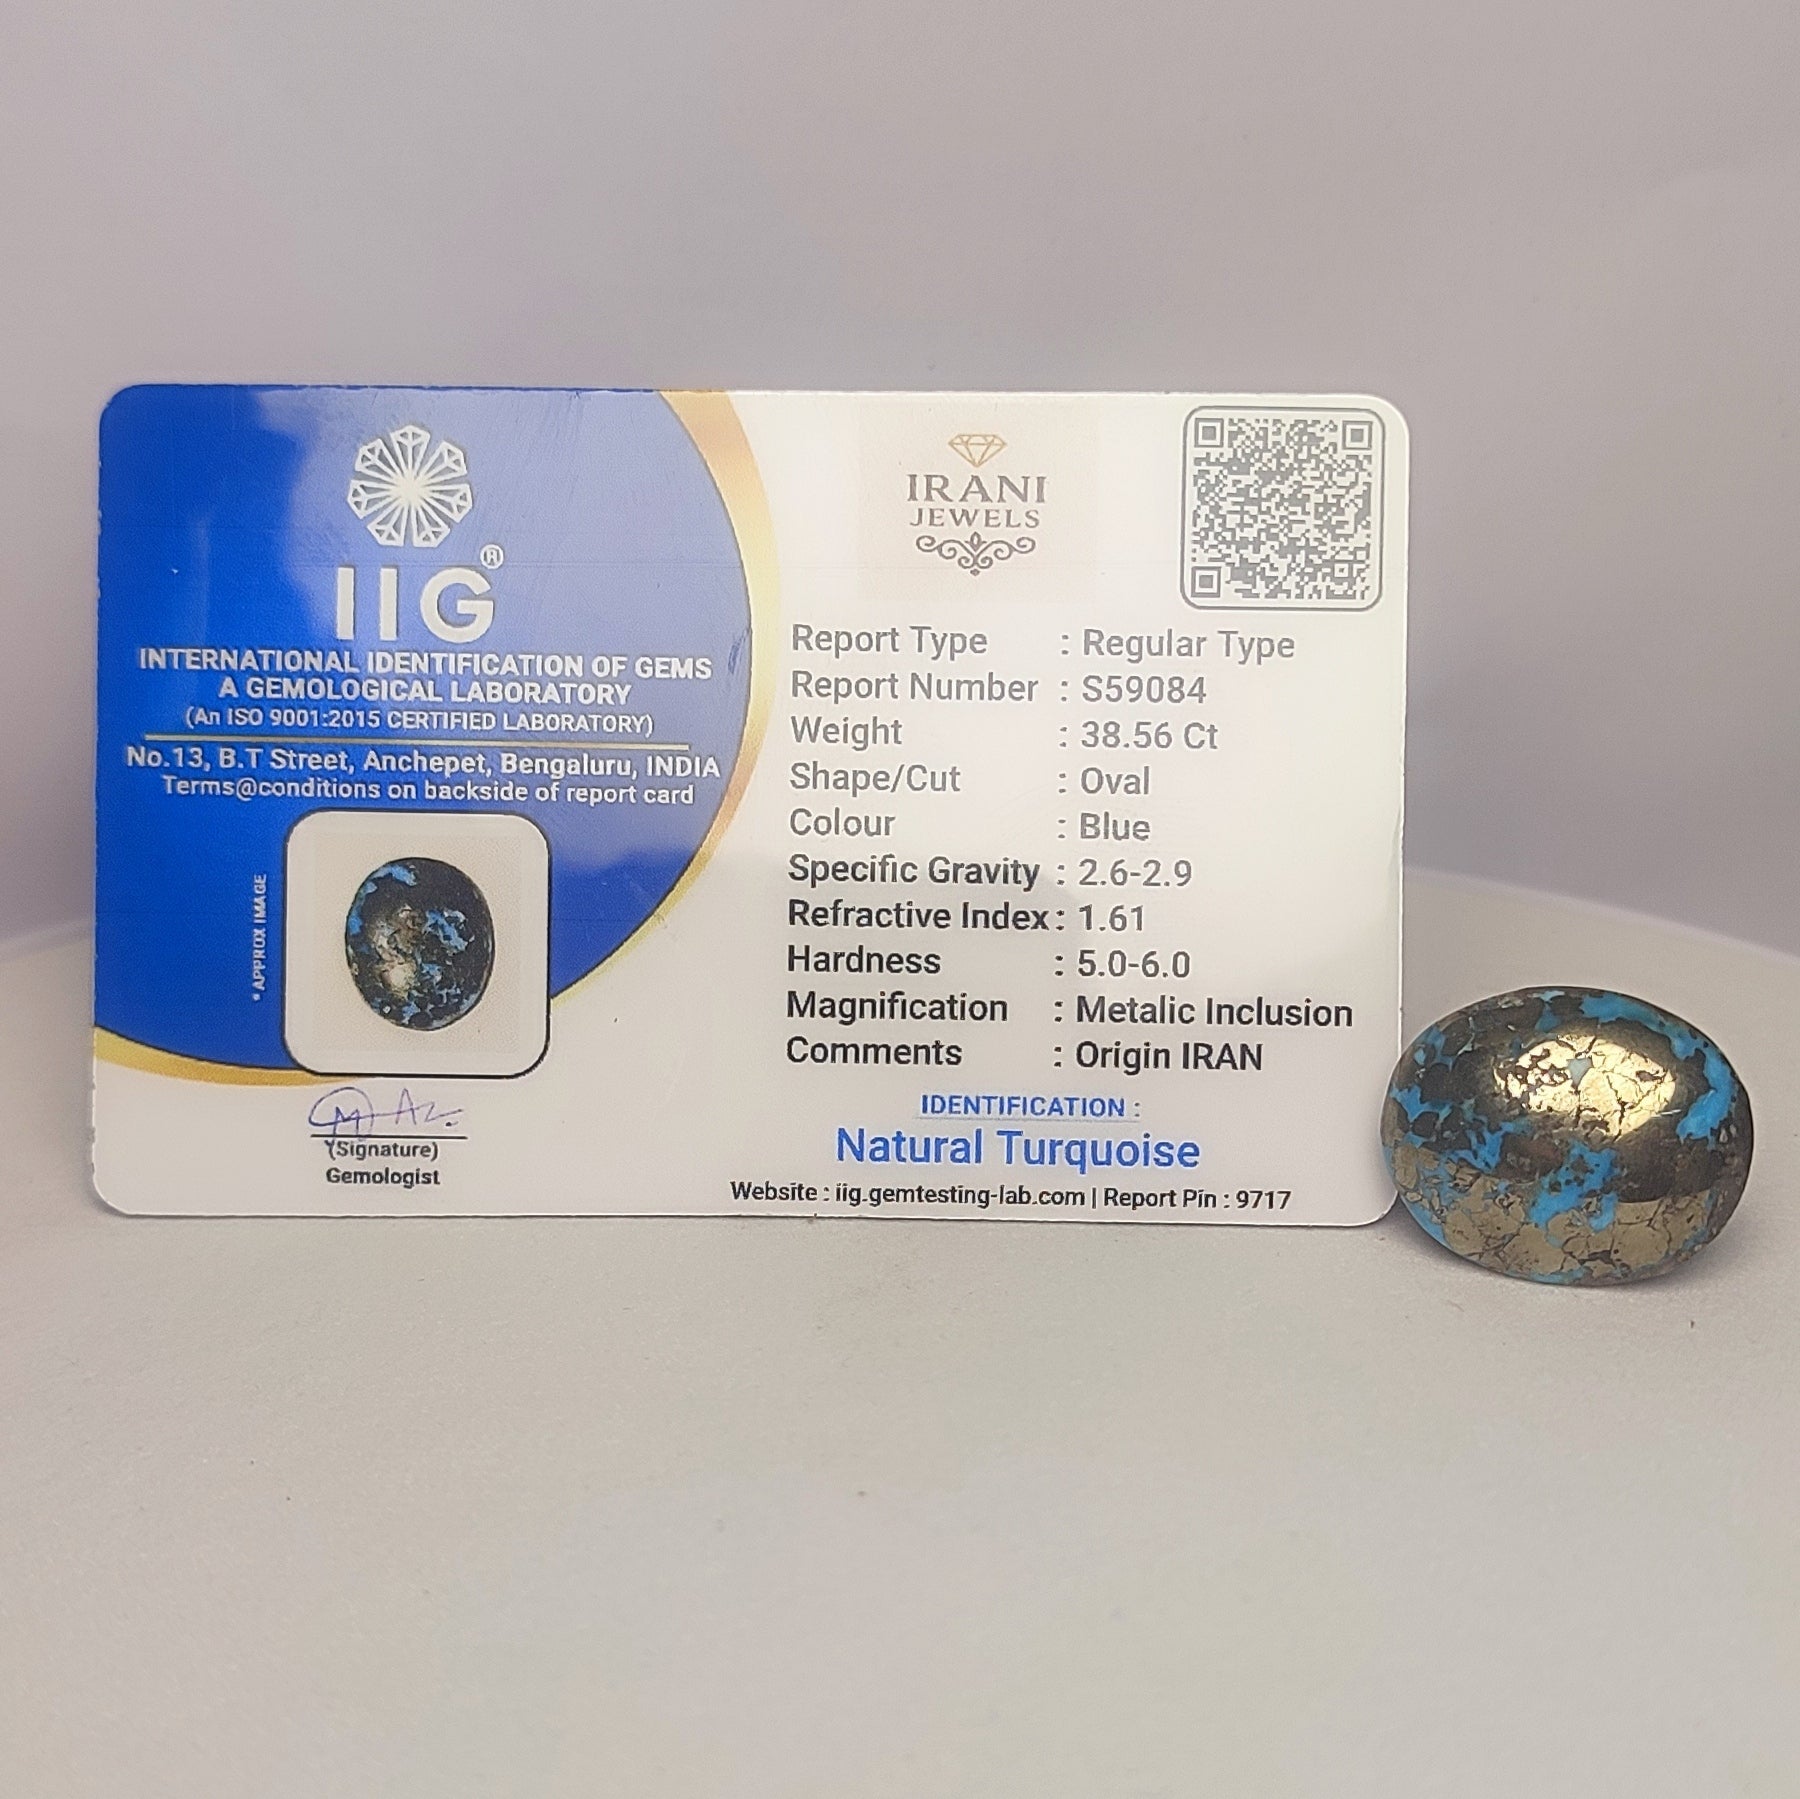 IIG®
INTERNATIONAL IDENTIFICATION OF GEMS
A GEMOLOGICAL LABORATORY
(An ISO 9001:2015 CERTIFIED LABORATORY)
No.13, B.T Street, Anchepet, Bengaluru, INDIA
Terms@conditions on backside of report card
* APPROX IMAGE
(Signature)
Gemologist
IRANI
JEWELS
Report Type : Regular Type
Report Number : S59084
Weight : 38.56 Ct
Shape/Cut : Oval
Colour : Blue
Specific Gravity : 2.6-2.9
Refractive Index : 1.61
Hardness : 5.0-6.0
Magnification : Metalic Inclusion
Comments : Origin IRAN
IDENTIFICATION :
Natural Turquoise
Website : iig.gemtesting-lab.com | Report Pin : 9717